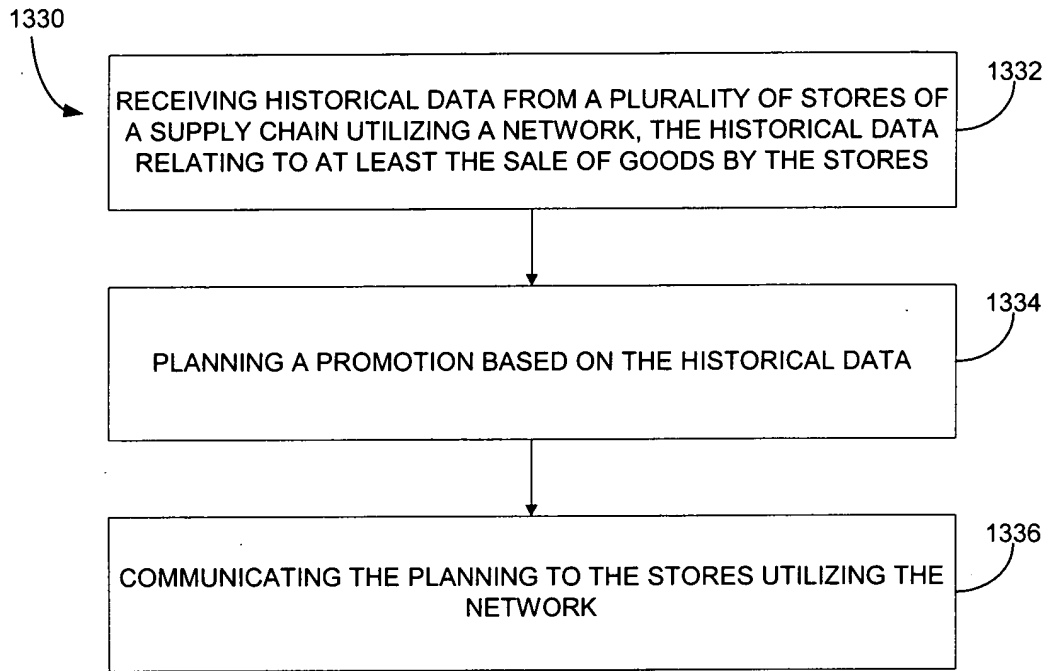 1330
1332
RECEIVING HISTORICAL DATA FROM A PLURALITY OF STORES OF
A SUPPLY CHAIN UTILIZING A NETWORK, THE HISTORICAL DATA
RELATING TO AT LEAST THE SALE OF GOODS BY THE STORES
1334
PLANNING A PROMOTION BASED ON THE HISTORICAL DATA
1336
COMMUNICATING THE PLANNING TO THE STORES UTILIZING THE
NETWORK